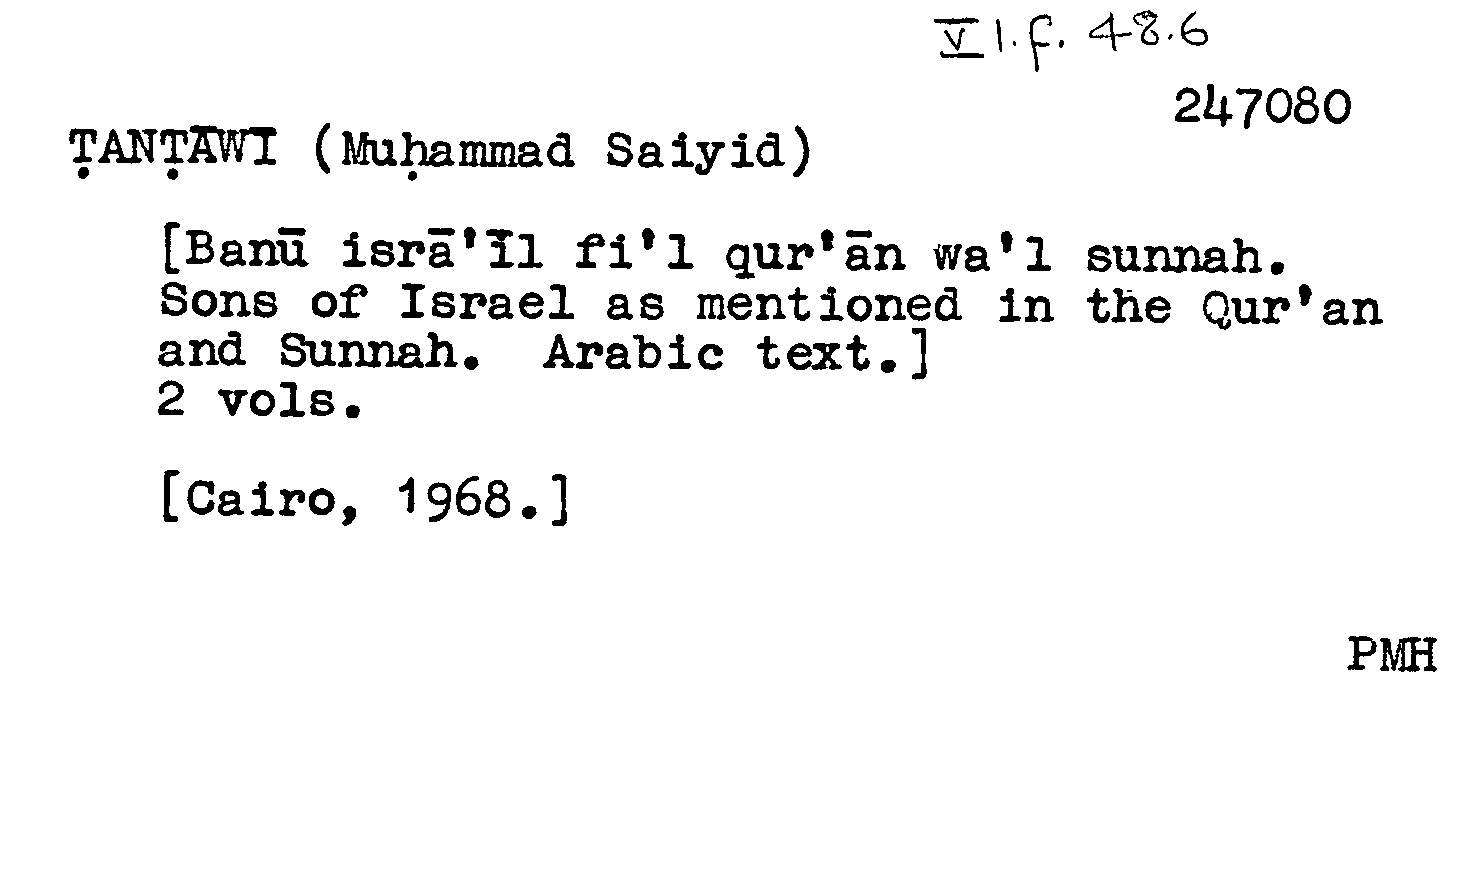 V 1.f. 48.6
247080
ṬANṬĀWĪ (Muḥammad Saiyid)
[Banū isrā'īl fi'l qur'ān wa'l sunnah.
Sons of Israel as mentioned in the Qur'an
and Sunnah. Arabic text.]
2 vols.
[Cairo, 1968.]
PMH